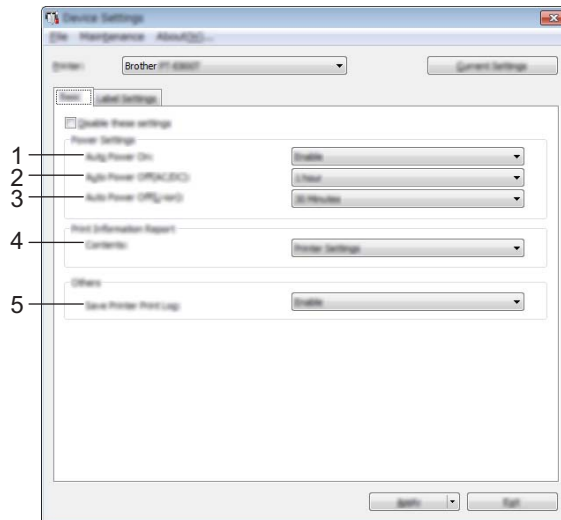 Device Settings
File Maintenance
Printer: Brother Current Settings
Label Settings
Disable these settings
Power Settings
1 Auto Power On: Enable
2 Auto Power Off(AC/DC): 1 hour
3 Auto Power Off(Li-ion): 30 Minutes
Print Information Report
4 Contents: Printer Settings
Others
5 Save Printer Print Log: Enable
Apply Exit